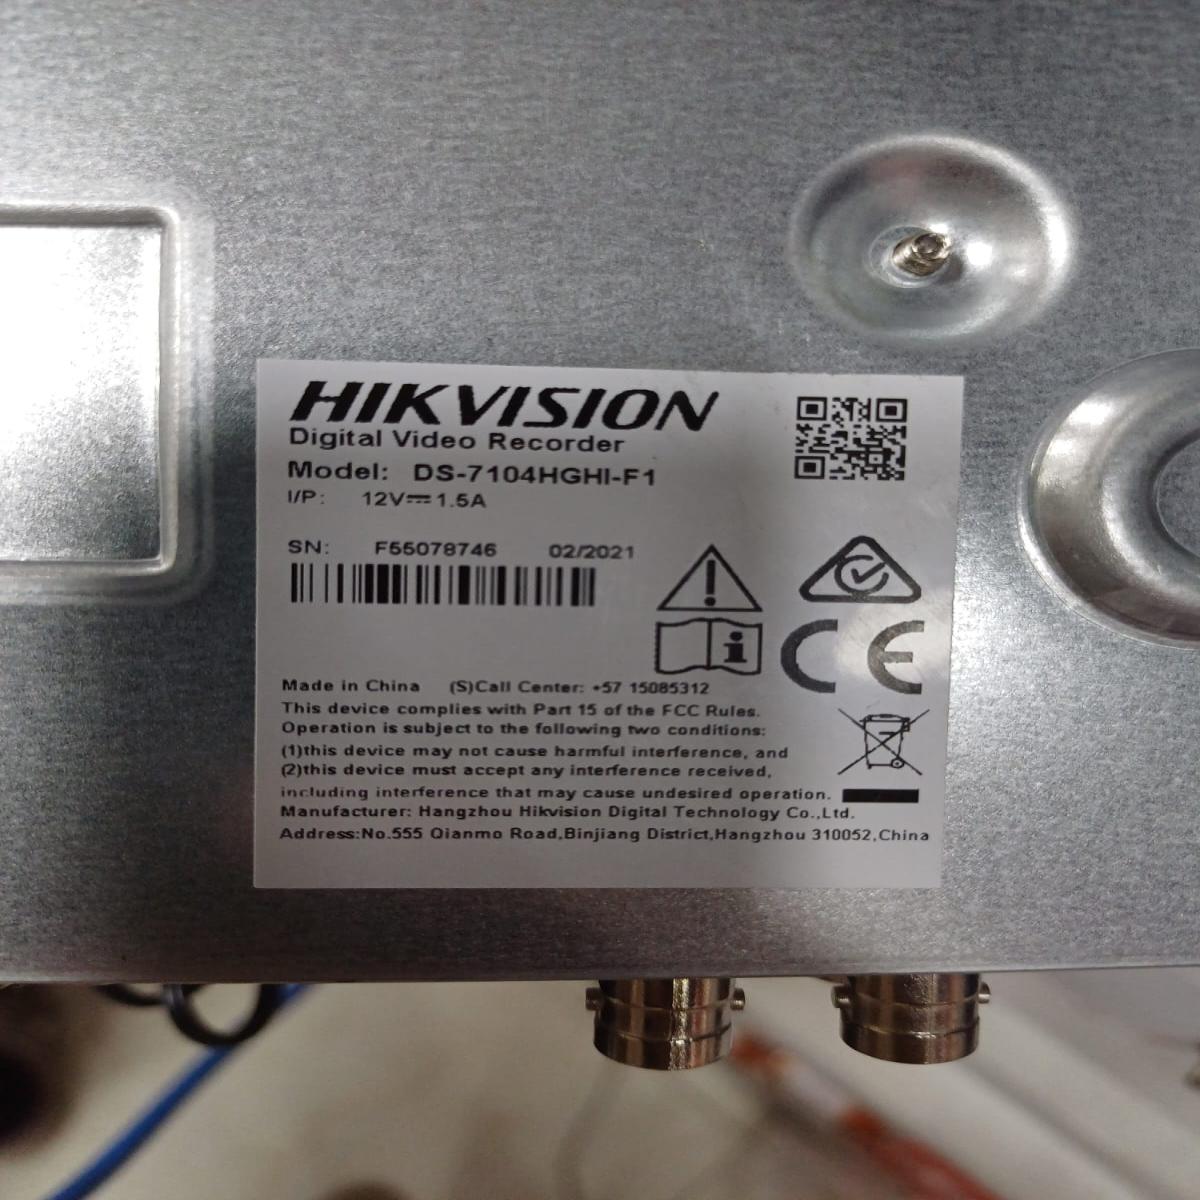 HIKVISION
Digital Video Recorder
Model: DS-7104HGHI-F1
I/P: 12V⎓1.5A
SN: F55078746 02/2021
i
CE
Made in China (S)Call Center: +57 15085312
This device complies with Part 15 of the FCC Rules.
Operation is subject to the following two conditions:
(1)this device may not cause harmful interference, and
(2)this device must accept any interference received,
including interference that may cause undesired operation.
Manufacturer: Hangzhou Hikvision Digital Technology Co.,Ltd.
Address:No.555 Qianmo Road,Binjiang District,Hangzhou 310052,China